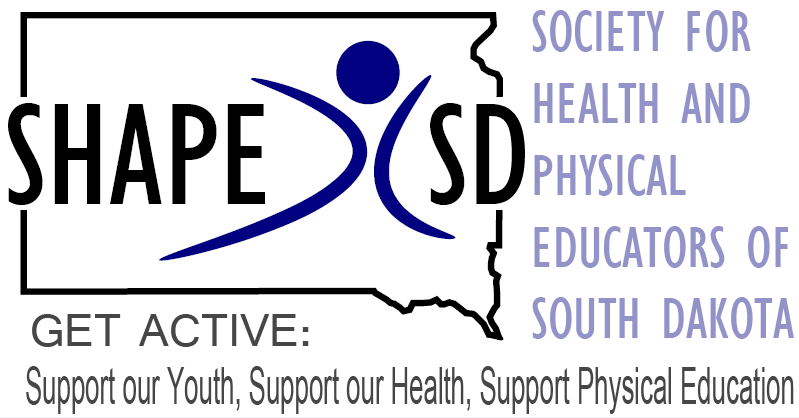 SHAPE SD
SOCIETY FOR
HEALTH AND
PHYSICAL
EDUCATORS OF
SOUTH DAKOTA
GET ACTIVE:
Support our Youth, Support our Health, Support Physical Education